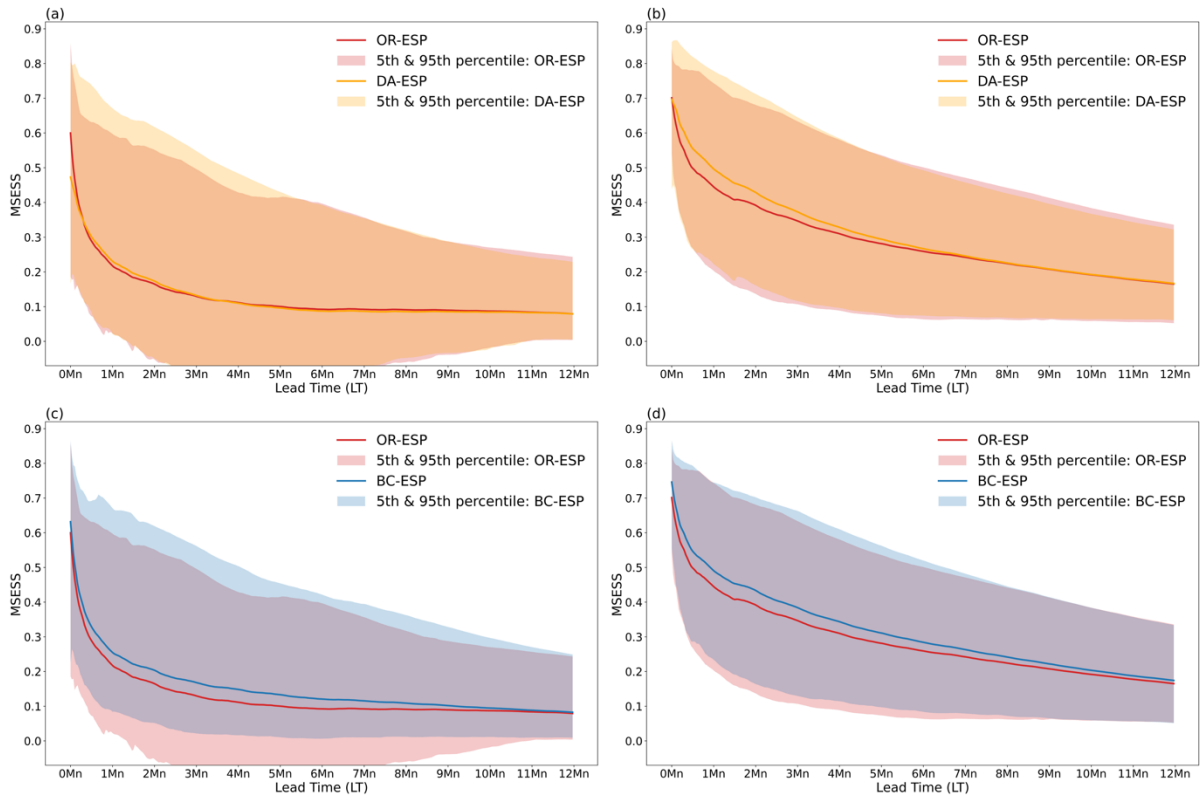 (a)
0.9
0.8
0.7
0.6
0.5
0.4
0.3
0.2
0.1
0.0
MSESS
OR-ESP
5th & 95th percentile: OR-ESP
DA-ESP
5th & 95th percentile: DA-ESP
0Mn 1Mn 2Mn 3Mn 4Mn 5Mn 6Mn 7Mn 8Mn 9Mn 10Mn 11Mn 12Mn
Lead Time (LT)
(b)
0.9
0.8
0.7
0.6
0.5
0.4
0.3
0.2
0.1
0.0
MSESS
OR-ESP
5th & 95th percentile: OR-ESP
DA-ESP
5th & 95th percentile: DA-ESP
0Mn 1Mn 2Mn 3Mn 4Mn 5Mn 6Mn 7Mn 8Mn 9Mn 10Mn 11Mn 12Mn
Lead Time (LT)
(c)
0.9
0.8
0.7
0.6
0.5
0.4
0.3
0.2
0.1
0.0
MSESS
OR-ESP
5th & 95th percentile: OR-ESP
BC-ESP
5th & 95th percentile: BC-ESP
0Mn 1Mn 2Mn 3Mn 4Mn 5Mn 6Mn 7Mn 8Mn 9Mn 10Mn 11Mn 12Mn
Lead Time (LT)
(d)
0.9
0.8
0.7
0.6
0.5
0.4
0.3
0.2
0.1
0.0
MSESS
OR-ESP
5th & 95th percentile: OR-ESP
BC-ESP
5th & 95th percentile: BC-ESP
0Mn 1Mn 2Mn 3Mn 4Mn 5Mn 6Mn 7Mn 8Mn 9Mn 10Mn 11Mn 12Mn
Lead Time (LT)